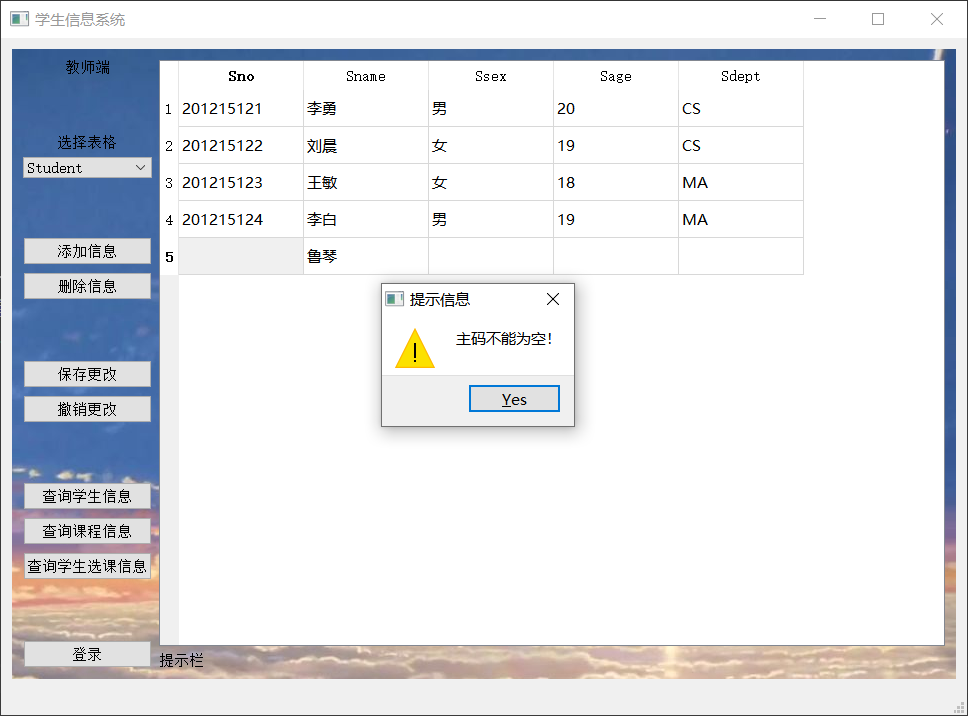 学生信息系统
教师端
选择表格
Student
添加信息
删除信息
保存更改
撤销更改
查询学生信息
查询课程信息
查询学生选课信息
登录
Sno Sname Ssex Sage Sdept
1 201215121 李勇 男 20 CS
2 201215122 刘晨 女 19 CS
3 201215123 王敏 女 18 MA
4 201215124 李白 男 19 MA
5 鲁琴
提示信息
主码不能为空!
Yes
提示栏